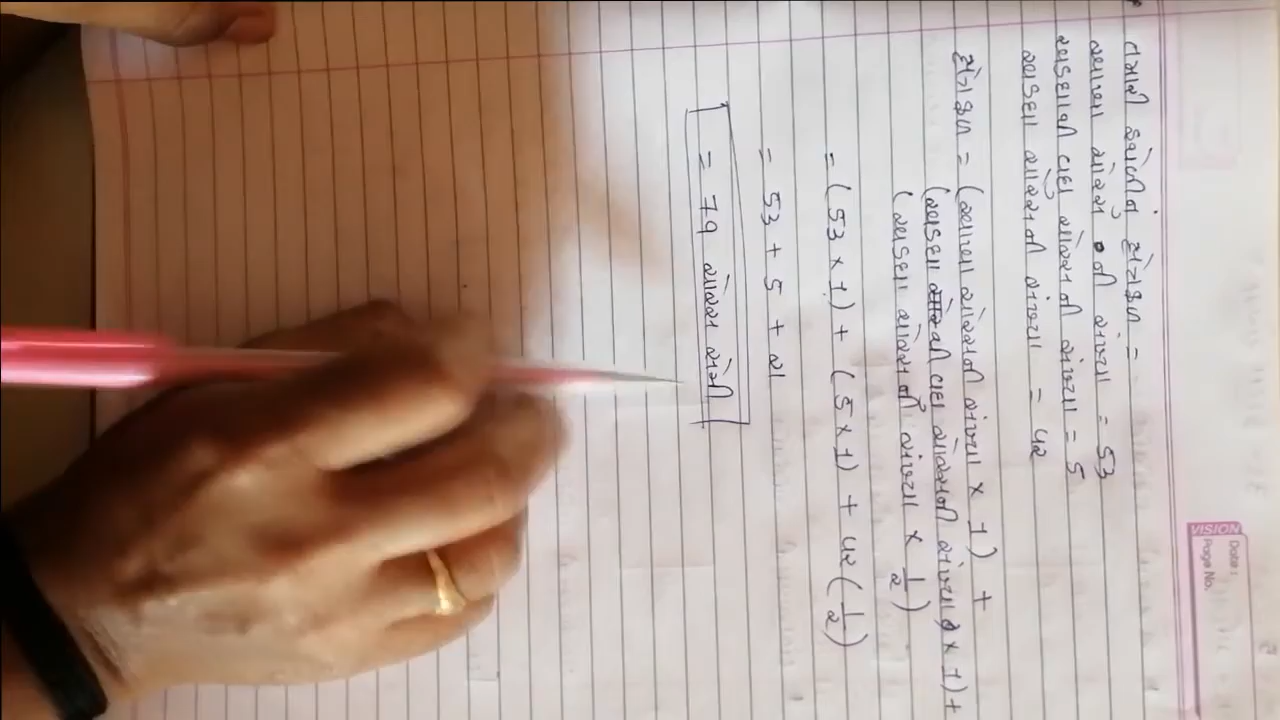 VISION
Date :
Page No.
તમારી હથેળીનું ક્ષેત્રફળ =
આખા ચોરસની સંખ્યા = 53
અડધાથી વધા ચોરસની સંખ્યા = 5
અડધા ચોરસની સંખ્યા = 42
ક્ષેત્રફળ = (આખા ચોરસની સંખ્યા × 1) +
(અડધાથી વધા ચોરસની સંખ્યા × 1) +
(અડધા ચોરસની સંખ્યા × 1/2)
= (53 × 1) + (5 × 1) + 42 (1/2)
= 53 + 5 + 21
= 79 ચોરસ સેમી